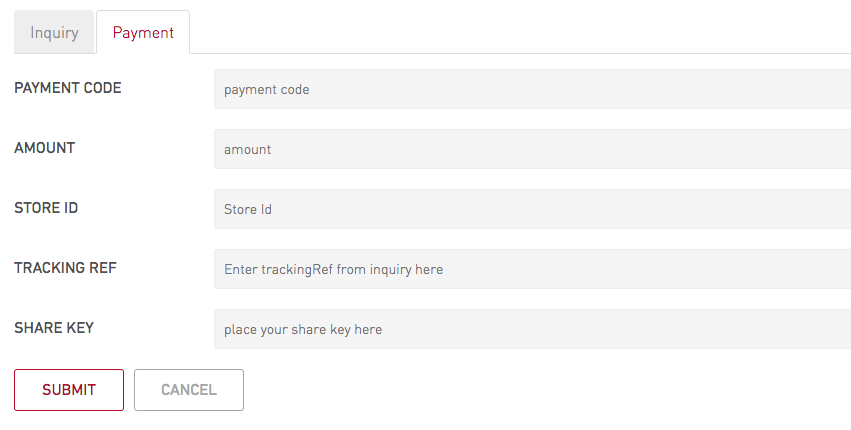 Inquiry Payment
PAYMENT CODE payment code
AMOUNT amount
STORE ID Store Id
TRACKING REF Enter trackingRef from inquiry here
SHARE KEY place your share key here
SUBMIT CANCEL